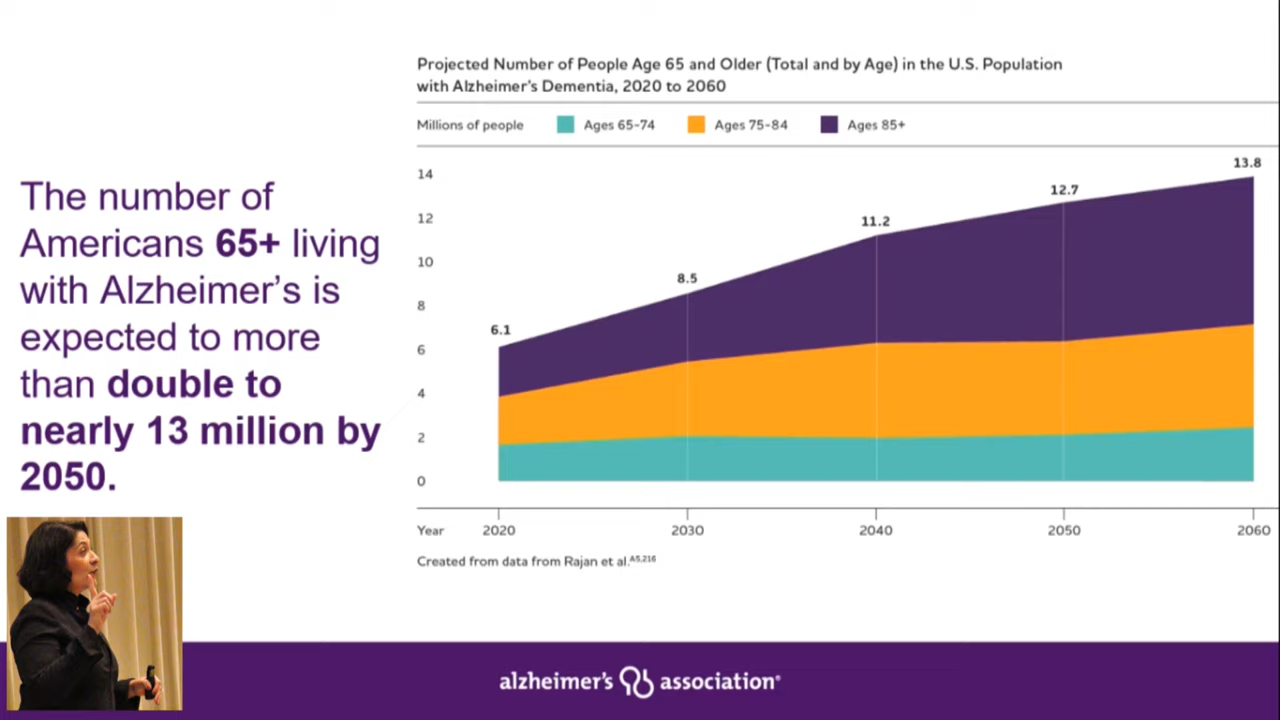 Projected Number of People Age 65 and Older (Total and by Age) in the U.S. Population
with Alzheimer's Dementia, 2020 to 2060
Millions of people Ages 65-74 Ages 75-84 Ages 85+
The number of
Americans 65+ living
with Alzheimer's is
expected to more
than double to
nearly 13 million by
2050.
14
12
10
8
6
4
2
0
6.1
8.5
11.2
12.7
13.8
Year 2020 2030 2040 2050 2060
Created from data from Rajan et al.A5,216
alzheimer's association®